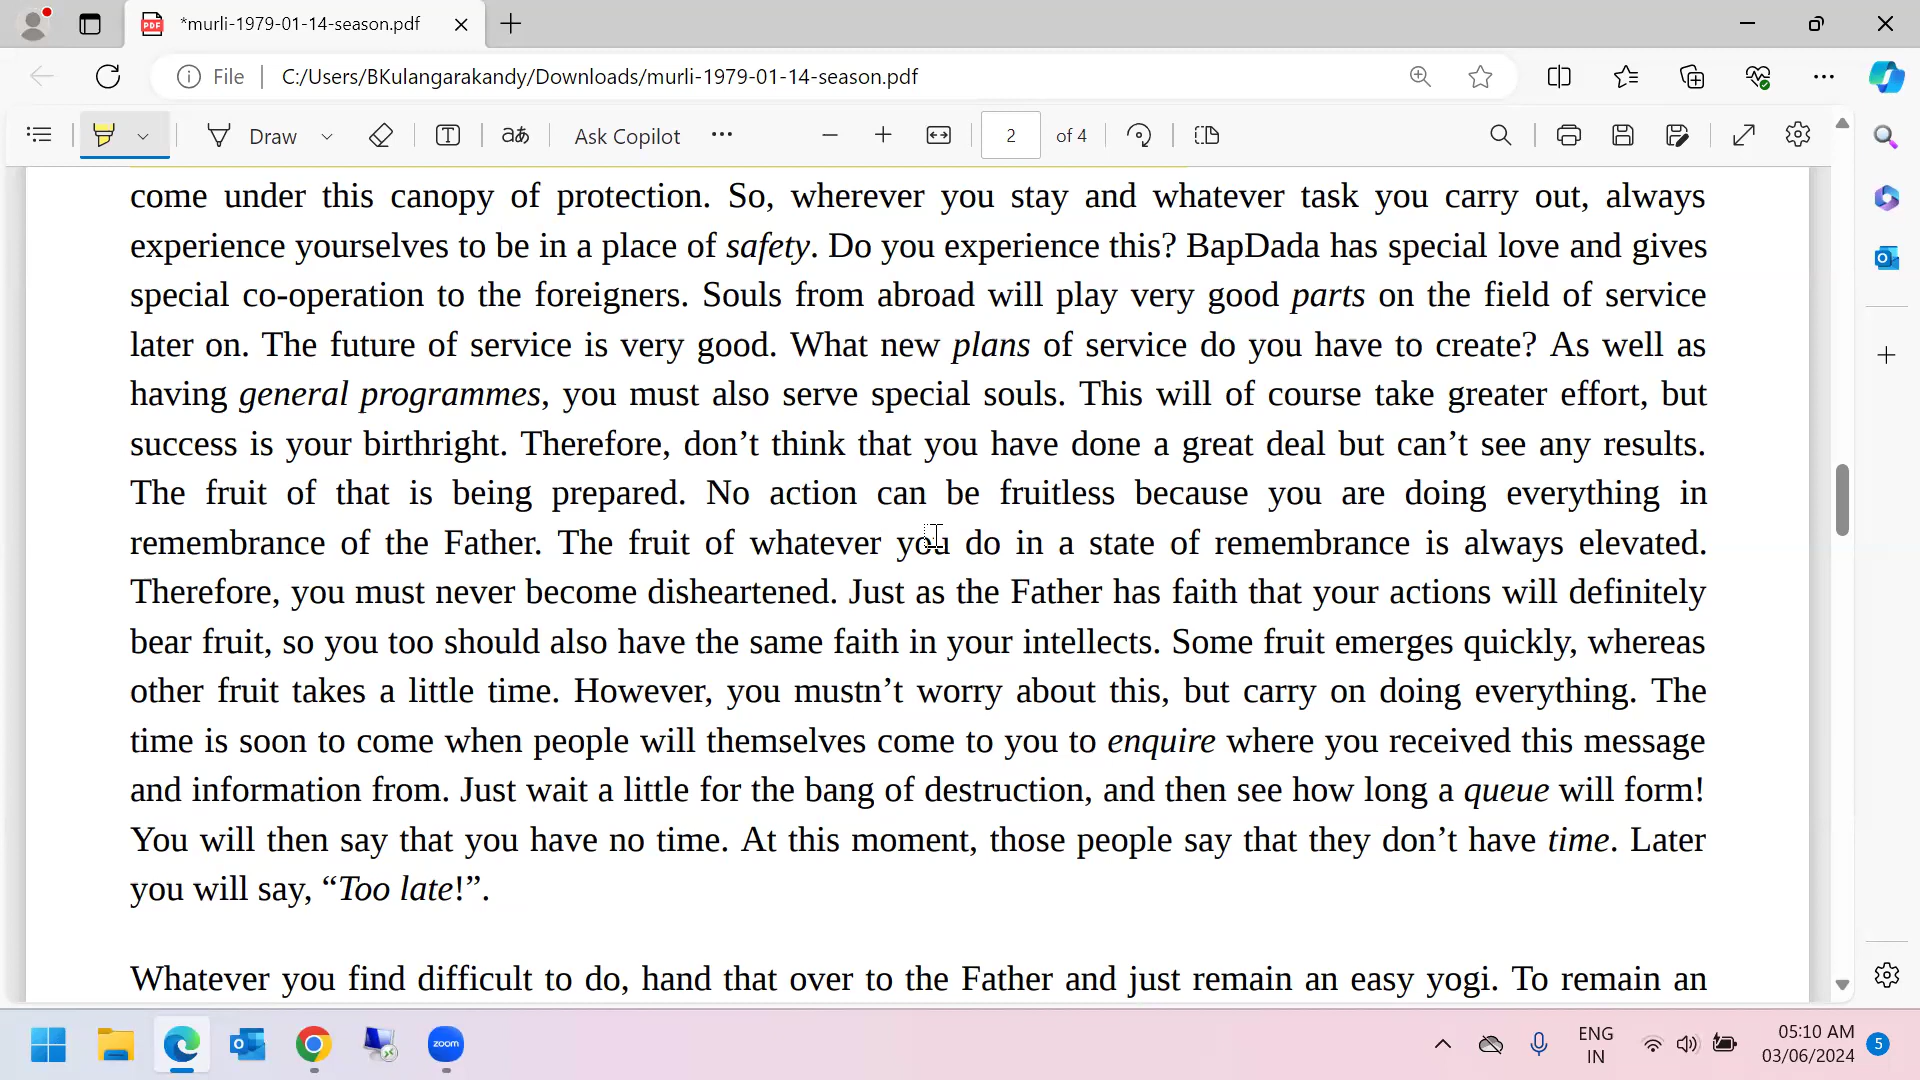 *murli-1979-01-14-season.pdf
File
C:/Users/BKulangarakandy/Downloads/murli-1979-01-14-season.pdf
Draw
aあ
Ask Copilot
2
of 4
come under this canopy of protection. So, wherever you stay and whatever task you carry out, always
experience yourselves to be in a place of safety. Do you experience this? BapDada has special love and gives
special co-operation to the foreigners. Souls from abroad will play very good parts on the field of service
later on. The future of service is very good. What new plans of service do you have to create? As well as
having general programmes, you must also serve special souls. This will of course take greater effort, but
success is your birthright. Therefore, don’t think that you have done a great deal but can’t see any results.
The fruit of that is being prepared. No action can be fruitless because you are doing everything in
remembrance of the Father. The fruit of whatever you do in a state of remembrance is always elevated.
Therefore, you must never become disheartened. Just as the Father has faith that your actions will definitely
bear fruit, so you too should also have the same faith in your intellects. Some fruit emerges quickly, whereas
other fruit takes a little time. However, you mustn’t worry about this, but carry on doing everything. The
time is soon to come when people will themselves come to you to enquire where you received this message
and information from. Just wait a little for the bang of destruction, and then see how long a queue will form!
You will then say that you have no time. At this moment, those people say that they don’t have time. Later
you will say, “Too late!”.
Whatever you find difficult to do, hand that over to the Father and just remain an easy yogi. To remain an
zoom
ENG
IN
05:10 AM
03/06/2024
5